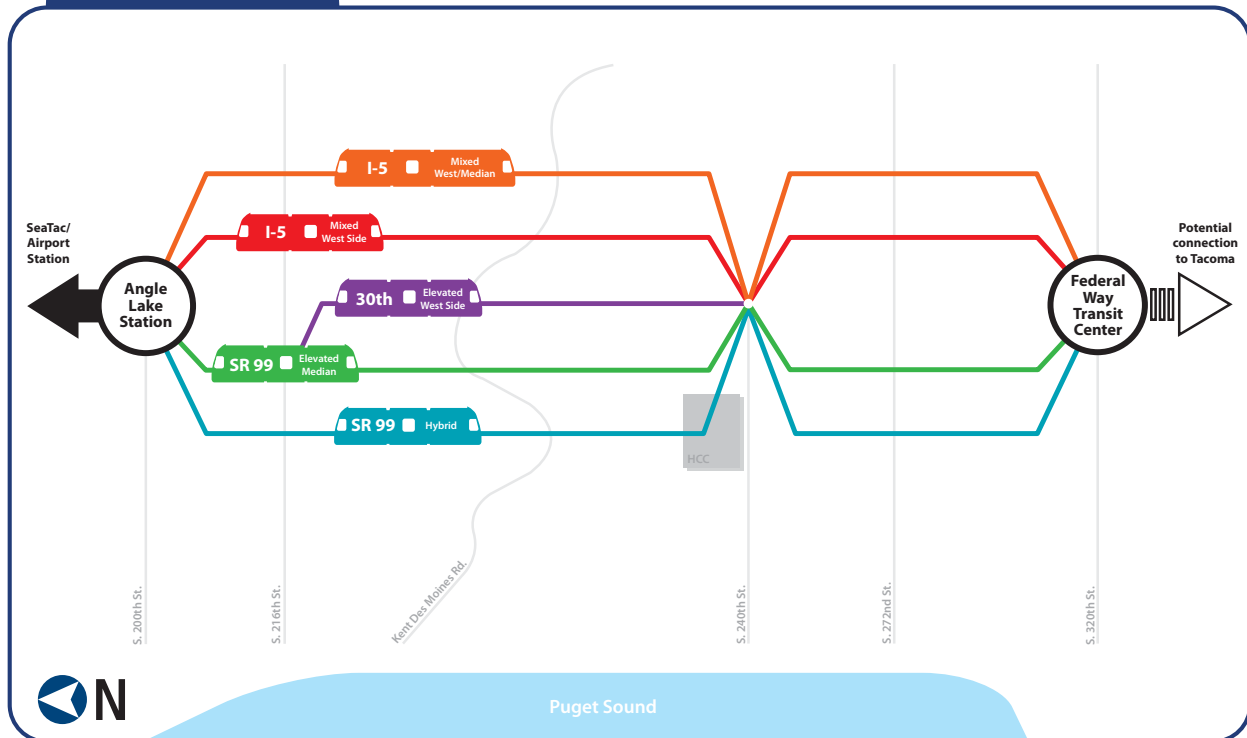 I-5
Mixed
West/Median
I-5
Mixed
West Side
SeaTac/
Airport
Station
Potential
connection
to Tacoma
Angle
Lake
Station
30th
Elevated
West Side
Federal
Way
Transit
Center
SR 99
Elevated
Median
SR 99
Hybrid
HCC
S. 200th St.
S. 216th St.
Kent Des Moines Rd.
S. 240th St.
S. 272nd St.
S. 320th St.
N
Puget Sound